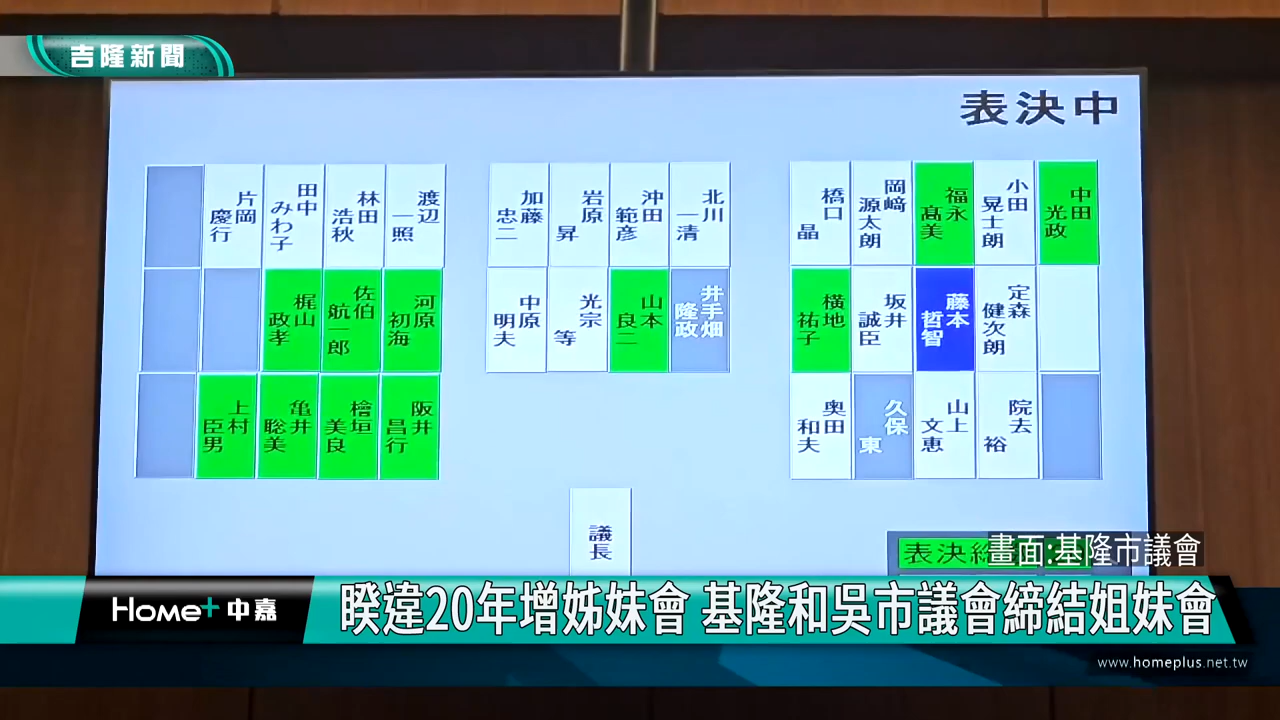 吉隆新聞
表決中
片岡 慶行
田中 みわ子
林田 浩秋
渡辺 一照
加藤 忠二
岩原 昇
沖田 範彦
北川 一清
橋口 晶
岡﨑 源太朗
福永 高美
小田 晃士朗
中田 光政
梶山 政孝
佐伯 航一郎
河原 初海
中原 明夫
光宗 等
山本 良二
井手畑 隆政
横地 祐子
坂井 誠臣
藤本 哲智
定森 健次朗
上村 臣男
亀井 聡美
檜垣 美良
阪井 昌行
奥田 和夫
久保 東
山上 文恵
院去 裕
議長
表決
畫面:基隆市議會
Home+ 中嘉
睽違20年增姊妹會 基隆和吳市議會締結姐妹會
www.homeplus.net.tw